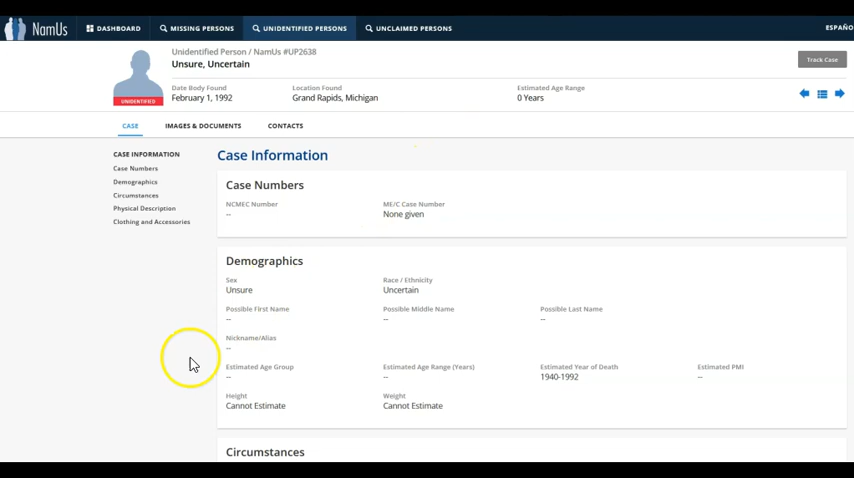 NamUs DASHBOARD MISSING PERSONS UNIDENTIFIED PERSONS UNCLAIMED PERSONS ESPAÑO
Unidentified Person / NamUs #UP2638
Unsure, Uncertain
Track Case
UNIDENTIFIED
Date Body Found Location Found Estimated Age Range
February 1, 1992 Grand Rapids, Michigan 0 Years
CASE IMAGES & DOCUMENTS CONTACTS
CASE INFORMATION
Case Numbers
Demographics
Circumstances
Physical Description
Clothing and Accessories
Case Information
Case Numbers
NCMEC Number ME/C Case Number
-- None given
Demographics
Sex Race / Ethnicity
Unsure Uncertain
Possible First Name Possible Middle Name Possible Last Name
-- -- --
Nickname/Alias
--
Estimated Age Group Estimated Age Range (Years) Estimated Year of Death Estimated PMI
-- -- 1940-1992 --
Height Weight
Cannot Estimate Cannot Estimate
Circumstances